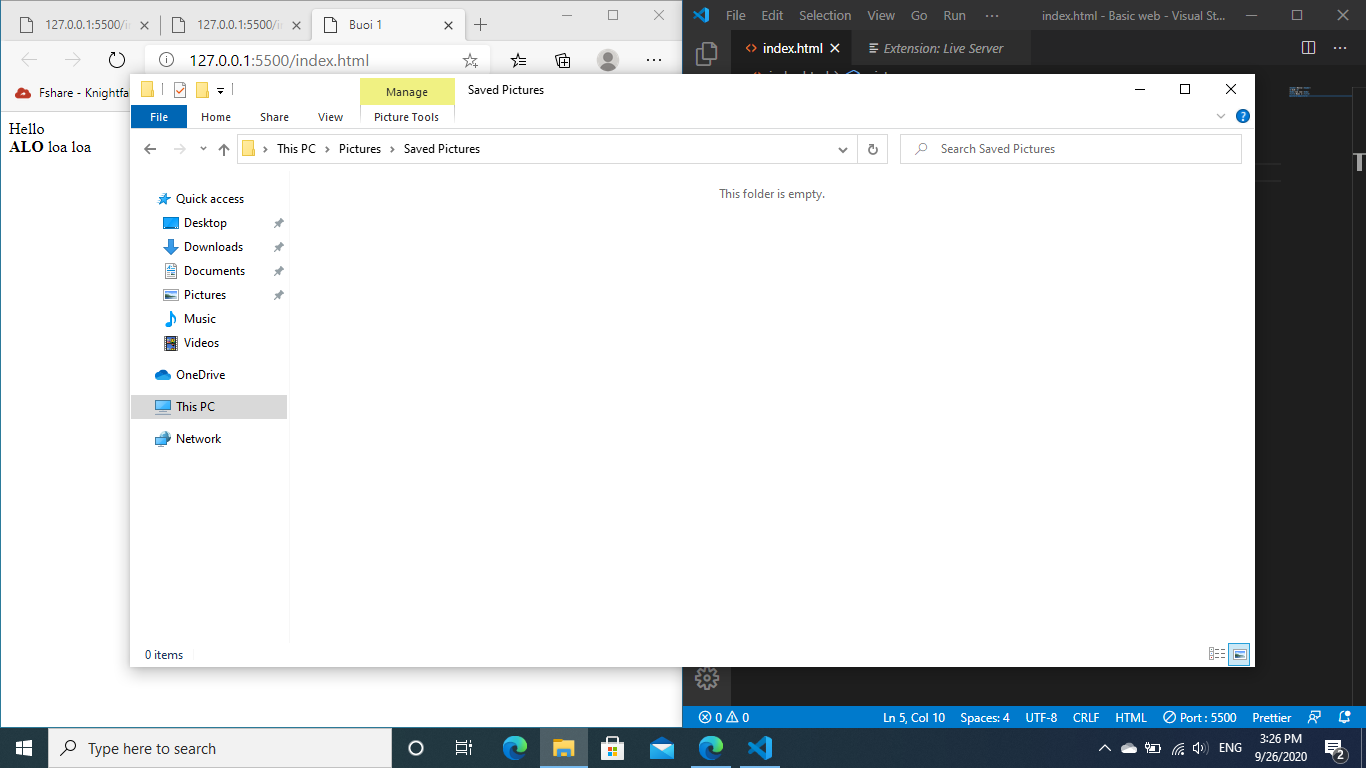 127.0.0.1:5500/i
127.0.0.1:5500/i
Buoi 1
127.0.0.1:5500/index.html
Fshare - Knightfa
Hello
ALO loa loa
File Edit Selection View Go Run ···
index.html - Basic web - Visual St...
index.html
Extension: Live Server
Manage
Saved Pictures
File
Home
Share
View
Picture Tools
This PC > Pictures > Saved Pictures
Search Saved Pictures
Quick access
Desktop
Downloads
Documents
Pictures
Music
Videos
OneDrive
This PC
Network
This folder is empty.
0 items
0 0
Ln 5, Col 10
Spaces: 4
UTF-8
CRLF
HTML
Port : 5500
Prettier
Type here to search
ENG
3:26 PM
9/26/2020
2